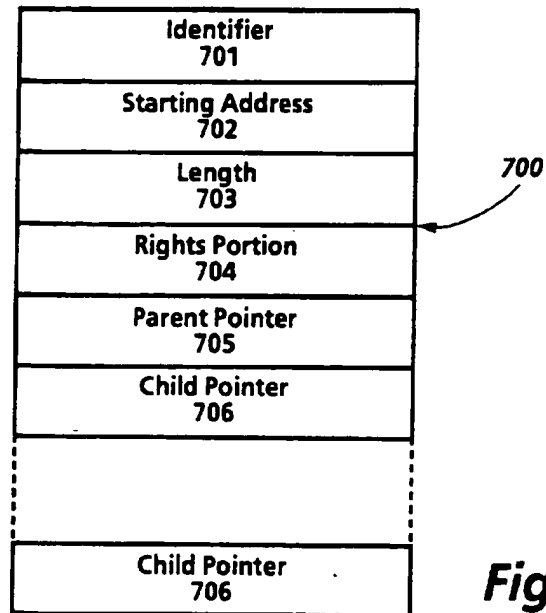 Identifier
701
Starting Address
702
Length
703
700
Rights Portion
704
Parent Pointer
705
Child Pointer
706
Child Pointer
706
Fig